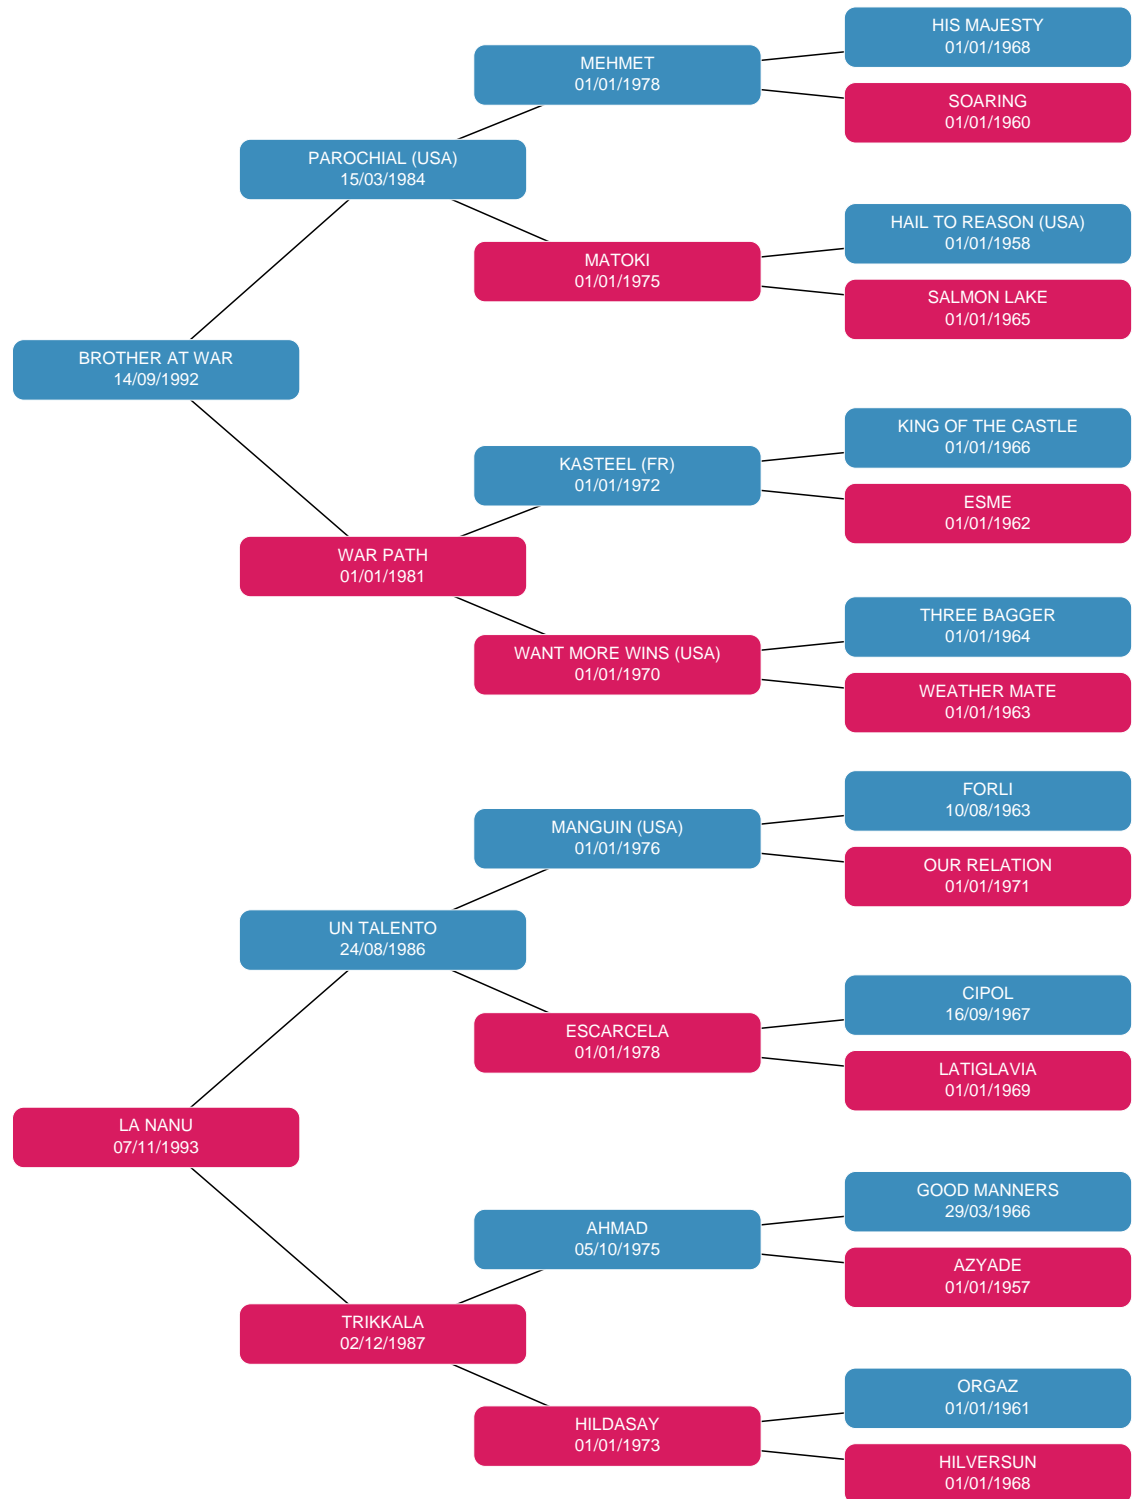 HIS MAJESTY
01/01/1968
MEHMET
01/01/1978
SOARING
01/01/1960
PAROCHIAL (USA)
15/03/1984
HAIL TO REASON (USA)
01/01/1958
MATOKI
01/01/1975
SALMON LAKE
01/01/1965
BROTHER AT WAR
14/09/1992
KING OF THE CASTLE
01/01/1966
KASTEEL (FR)
01/01/1972
ESME
01/01/1962
WAR PATH
01/01/1981
THREE BAGGER
01/01/1964
WANT MORE WINS (USA)
01/01/1970
WEATHER MATE
01/01/1963
FORLI
10/08/1963
MANGUIN (USA)
01/01/1976
OUR RELATION
01/01/1971
UN TALENTO
24/08/1986
CIPOL
16/09/1967
ESCARCELA
01/01/1978
LATIGLAVIA
01/01/1969
LA NANU
07/11/1993
GOOD MANNERS
29/03/1966
AHMAD
05/10/1975
AZYADE
01/01/1957
TRIKKALA
02/12/1987
ORGAZ
01/01/1961
HILDASAY
01/01/1973
HILVERSUN
01/01/1968